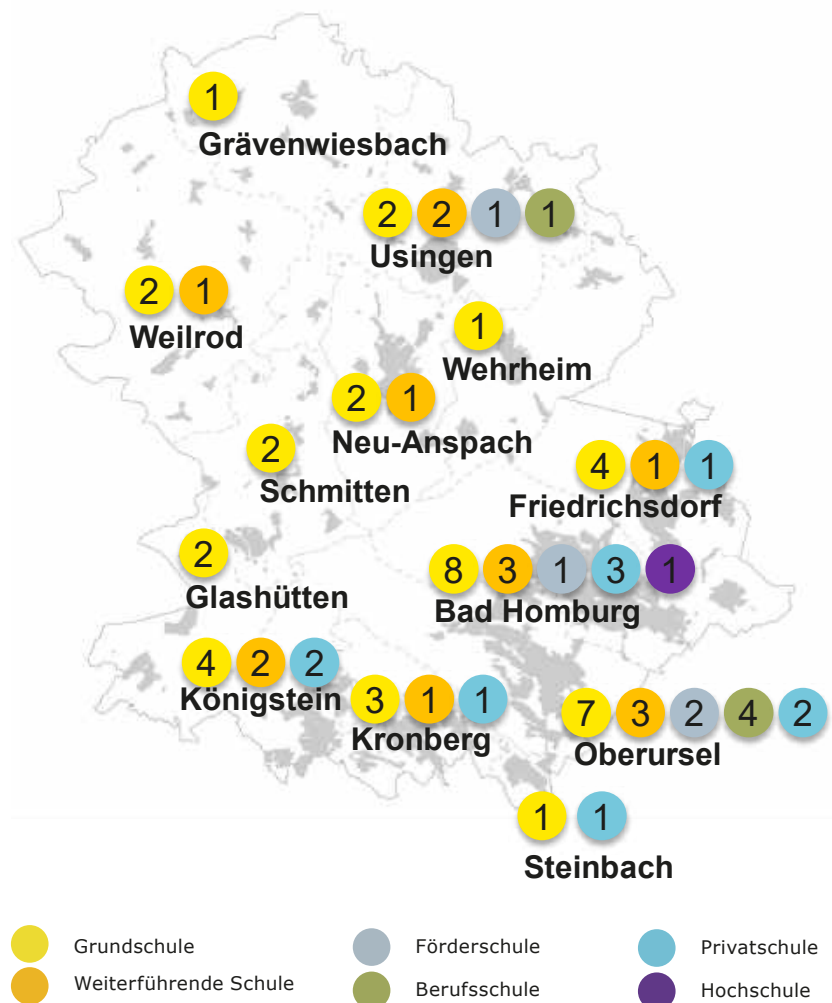 1
Grävenwiesbach
2 2 1 1
Usingen
2 1
Weilrod
1
Wehrheim
2 1
Neu-Anspach
2
Schmitten
4 1 1
Friedrichsdorf
2
Glashütten
8 3 1 3 1
Bad Homburg
4 2 2
Königstein
3 1 1
Kronberg
7 3 2 4 2
Oberursel
1 1
Steinbach
Grundschule
Förderschule
Privatschule
Weiterführende Schule
Berufsschule
Hochschule